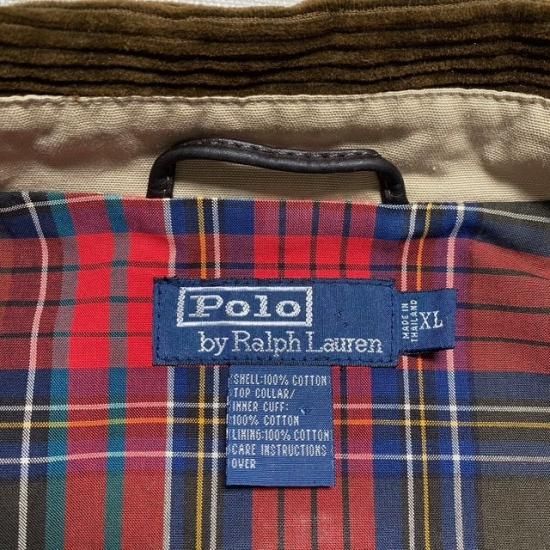 Polo
by Ralph Lauren
MADE IN
THAILAND
XL
SHELL:100% COTTON
TOP COLLAR/
INNER CUFF:
100% COTTON
LINING:100% COTTON
CARE INSTRUCTIONS
OVER